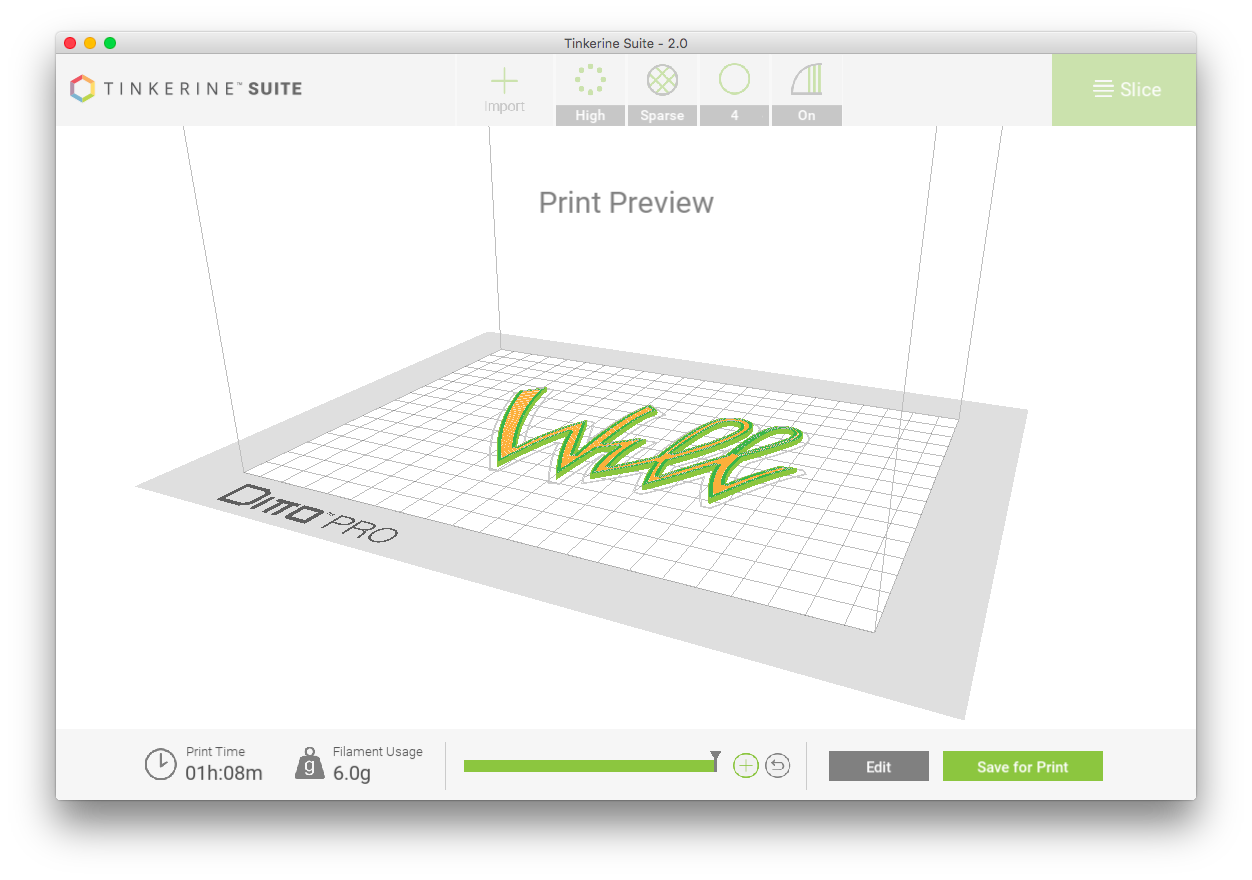 Tinkerine Suite - 2.0
TINKERINE™ SUITE
Import
High
Sparse
4
On
Slice
Print Preview
Will
DITTO™ PRO
Print Time
01h:08m
g
Filament Usage
6.0g
Edit
Save for Print